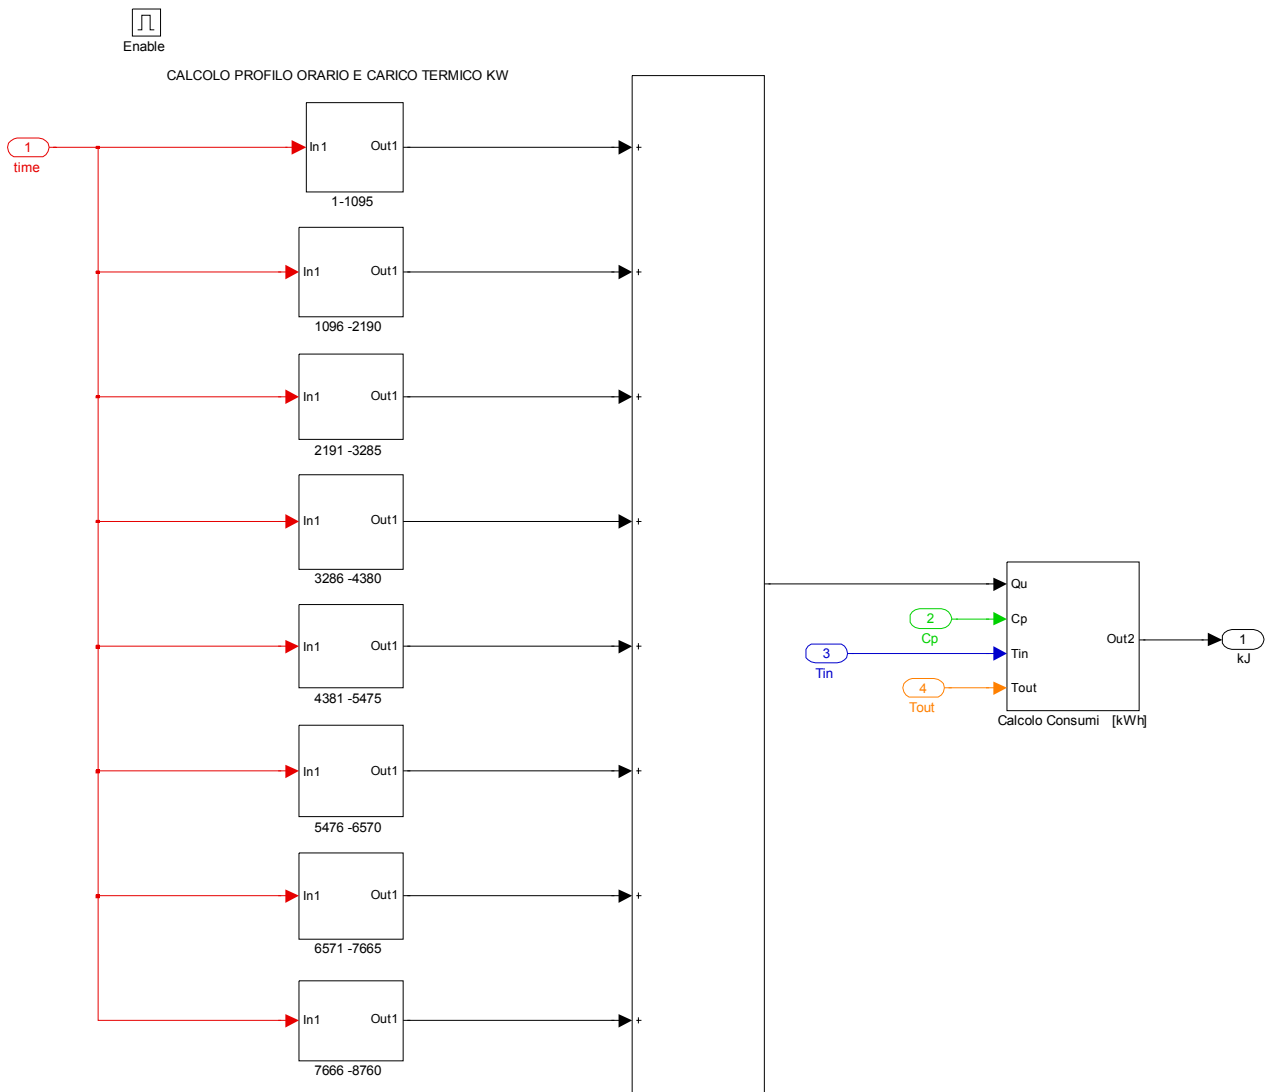 Enable
CALCOLO PROFILO ORARIO E CARICO TERMICO KW
1
time
In1
Out1
+
1-1095
In1
Out1
+
1096 -2190
In1
Out1
+
2191 -3285
In1
Out1
+
3286 -4380
In1
Out1
+
4381 -5475
In1
Out1
+
5476 -6570
In1
Out1
+
6571 -7665
In1
Out1
+
7666 -8760
2
Cp
3
Tin
4
Tout
Qu
Cp
Tin
Tout
Out2
Calcolo Consumi [kWh]
1
kJ